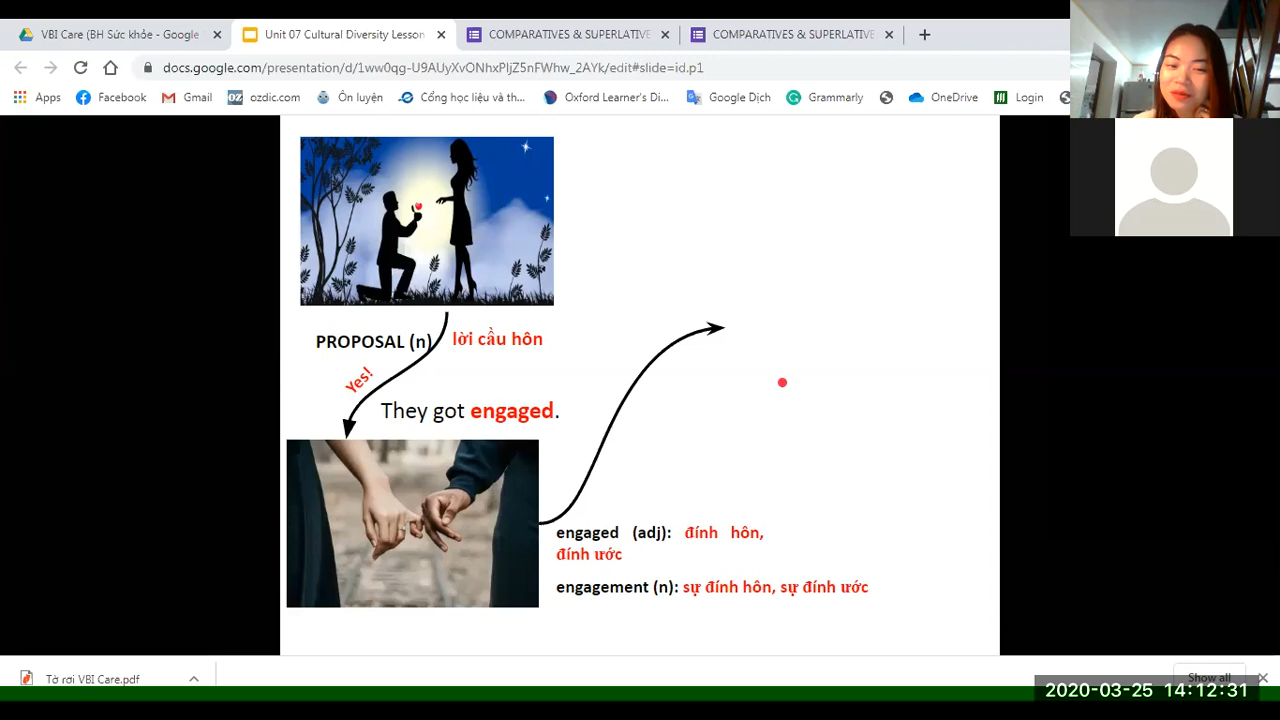 VBI Care (BH Sức khỏe - Google
Unit 07 Cultural Diversity Lesson
COMPARATIVES & SUPERLATIVE
COMPARATIVES & SUPERLATIVE
docs.google.com/presentation/d/1ww0qg-U9AUyXvONHxPljZ5nFWhw_2AYk/edit#slide=id.p1
Apps
Facebook
Gmail
OZ ozdic.com
Ôn luyện
Cổng học liệu và th...
Oxford Learner's Di...
Google Dịch
Grammarly
OneDrive
Login
PROPOSAL (n)
lời cầu hôn
Yes!
They got engaged.
engaged (adj): đính hôn,
đính ước
engagement (n): sự đính hôn, sự đính ước
Tờ rơi VBI Care.pdf
Show all
2020-03-25 14:12:31